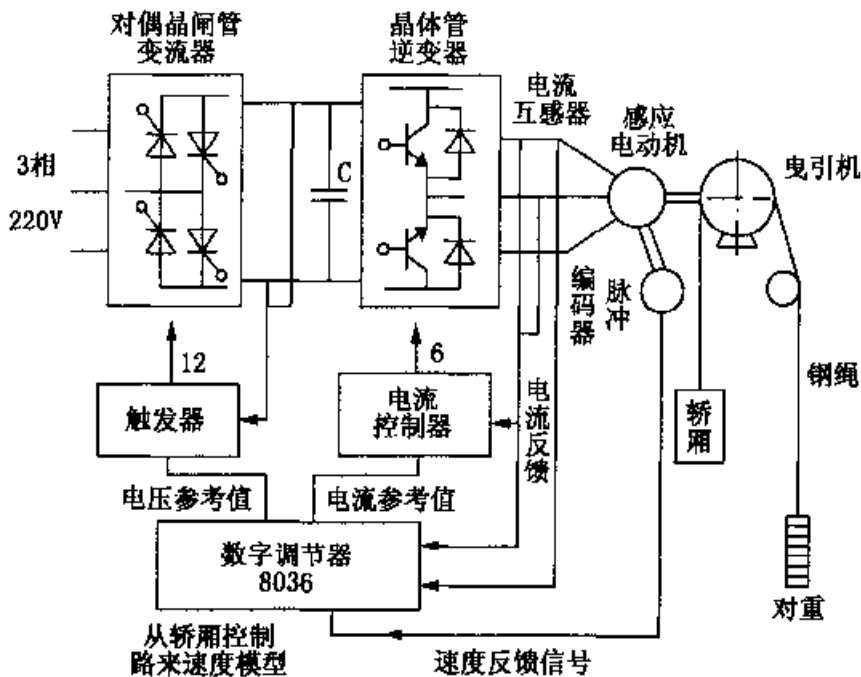 对偶晶闸管
变流器
晶体管
逆变器
电流
互感器
感应
电动机
曳引机
3相
220V
C
编码器
脉冲
钢绳
轿厢
12
6
触发器
电流
控制器
电流反馈
电压参考值
电流参考值
数字调节器
8036
对重
从轿厢控制
路来速度模型
速度反馈信号